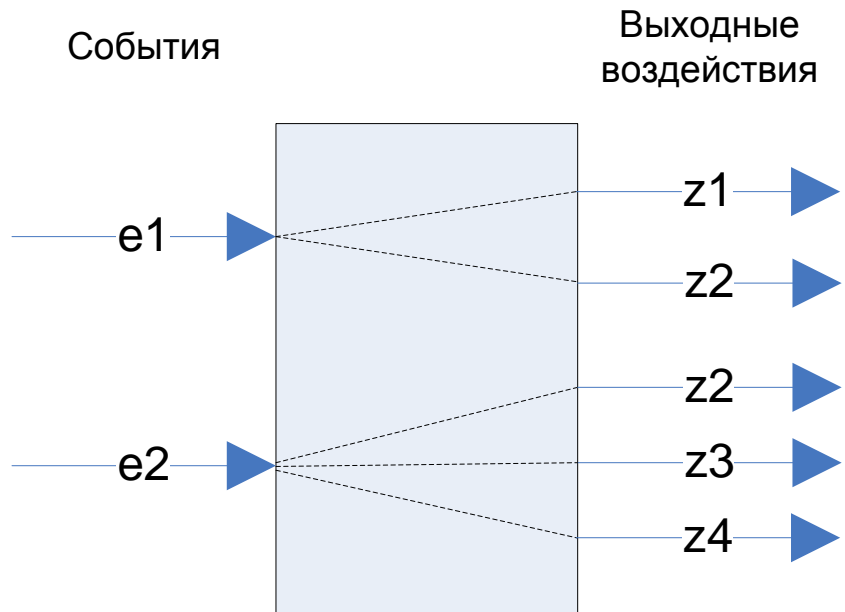 События
Выходные
воздействия
e1
z1
z2
e2
z2
z3
z4